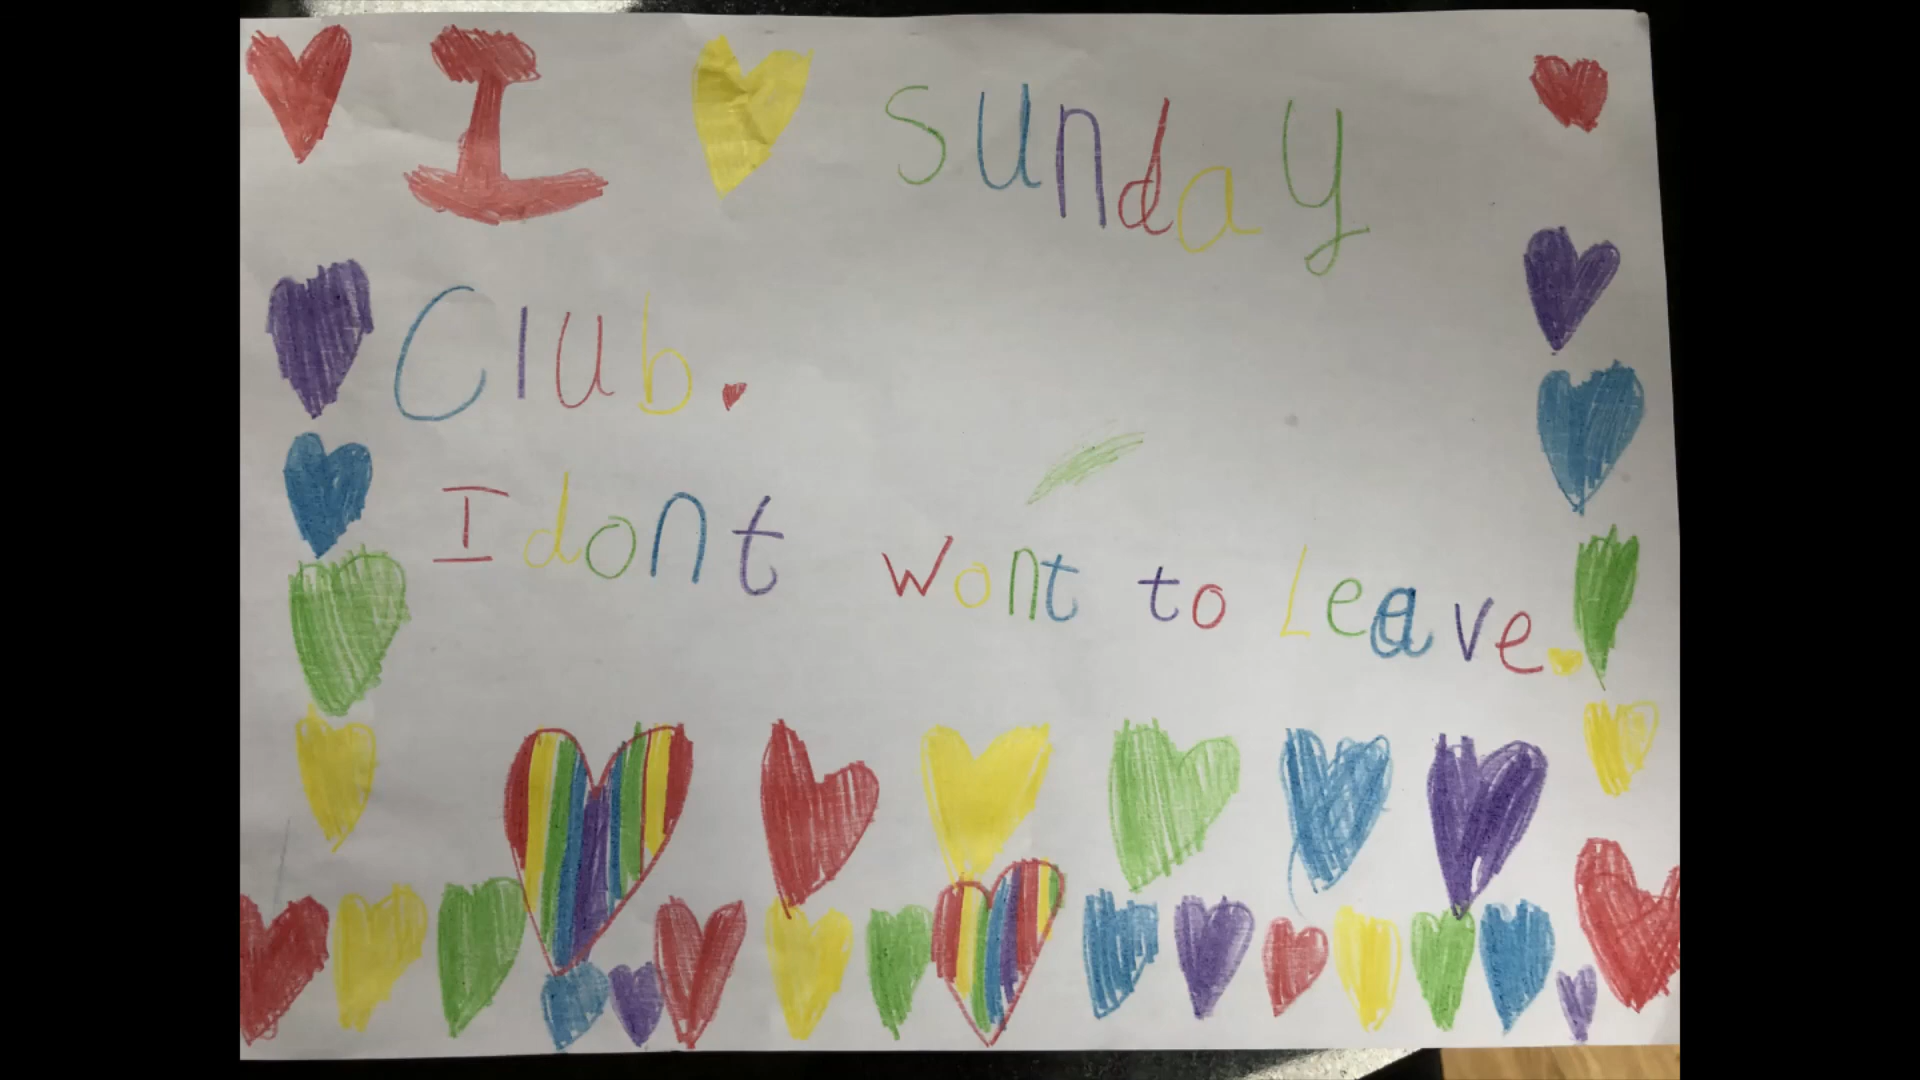 I 💛 sunday
Club.
I dont wont to Leave.